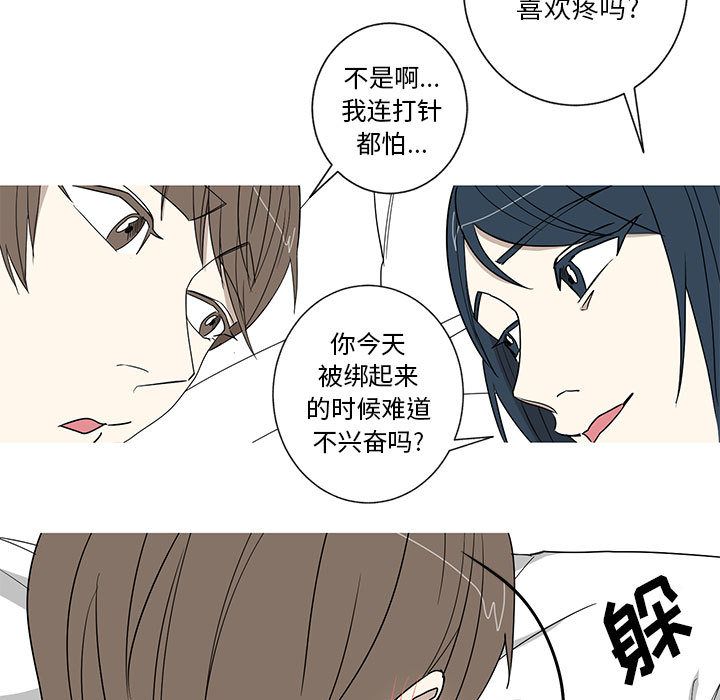 喜欢疼吗?
不是啊...
我连打针
都怕...
你今天
被绑起来
的时候难道
不兴奋吗?
躲